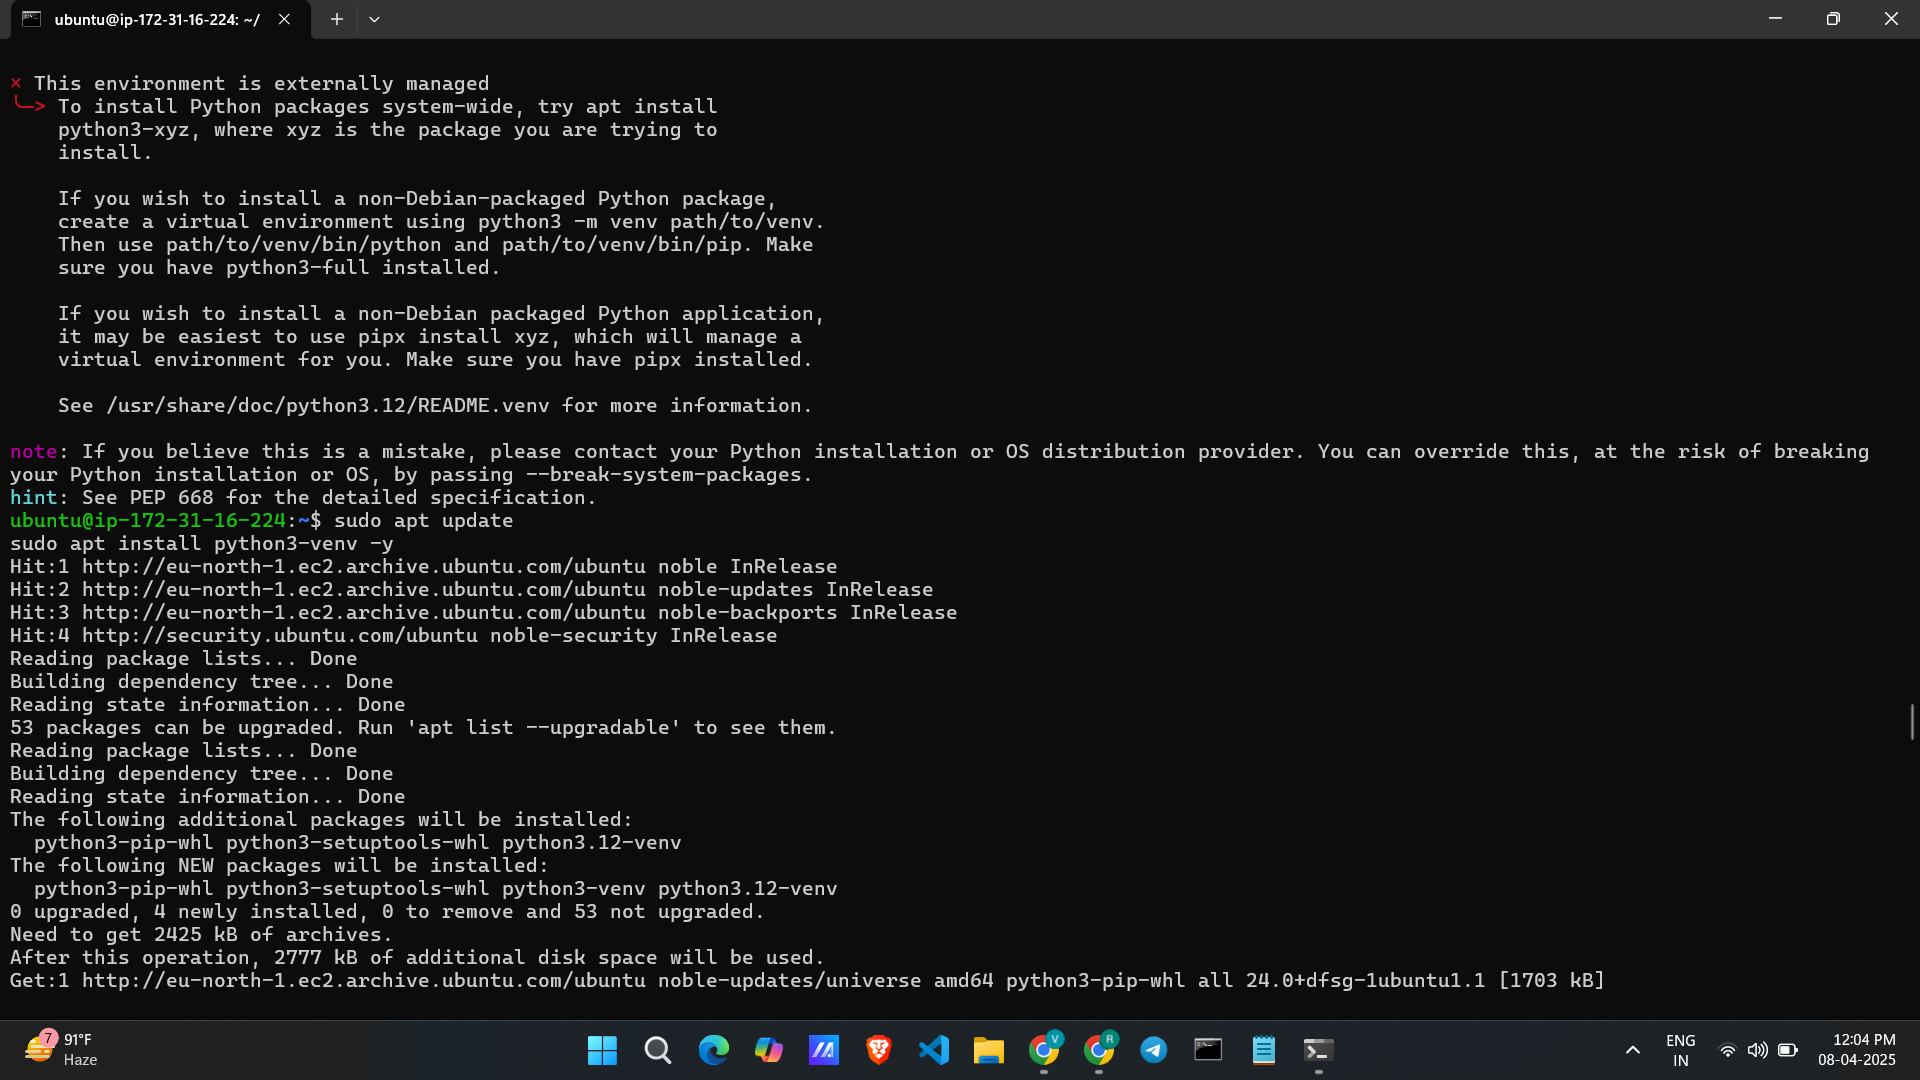 ubuntu@ip-172-31-16-224: ~/
× This environment is externally managed
╰─> To install Python packages system-wide, try apt install
python3-xyz, where xyz is the package you are trying to
install.
If you wish to install a non-Debian-packaged Python package,
create a virtual environment using python3 -m venv path/to/venv.
Then use path/to/venv/bin/python and path/to/venv/bin/pip. Make
sure you have python3-full installed.
If you wish to install a non-Debian packaged Python application,
it may be easiest to use pipx install xyz, which will manage a
virtual environment for you. Make sure you have pipx installed.
See /usr/share/doc/python3.12/README.venv for more information.
note: If you believe this is a mistake, please contact your Python installation or OS distribution provider. You can override this, at the risk of breaking
your Python installation or OS, by passing --break-system-packages.
hint: See PEP 668 for the detailed specification.
ubuntu@ip-172-31-16-224:~$ sudo apt update
sudo apt install python3-venv -y
Hit:1 http://eu-north-1.ec2.archive.ubuntu.com/ubuntu noble InRelease
Hit:2 http://eu-north-1.ec2.archive.ubuntu.com/ubuntu noble-updates InRelease
Hit:3 http://eu-north-1.ec2.archive.ubuntu.com/ubuntu noble-backports InRelease
Hit:4 http://security.ubuntu.com/ubuntu noble-security InRelease
Reading package lists... Done
Building dependency tree... Done
Reading state information... Done
53 packages can be upgraded. Run 'apt list --upgradable' to see them.
Reading package lists... Done
Building dependency tree... Done
Reading state information... Done
The following additional packages will be installed:
python3-pip-whl python3-setuptools-whl python3.12-venv
The following NEW packages will be installed:
python3-pip-whl python3-setuptools-whl python3-venv python3.12-venv
0 upgraded, 4 newly installed, 0 to remove and 53 not upgraded.
Need to get 2425 kB of archives.
After this operation, 2777 kB of additional disk space will be used.
Get:1 http://eu-north-1.ec2.archive.ubuntu.com/ubuntu noble-updates/universe amd64 python3-pip-whl all 24.0+dfsg-1ubuntu1.1 [1703 kB]
7
91°F
Haze
V
R
ENG
IN
12:04 PM
08-04-2025